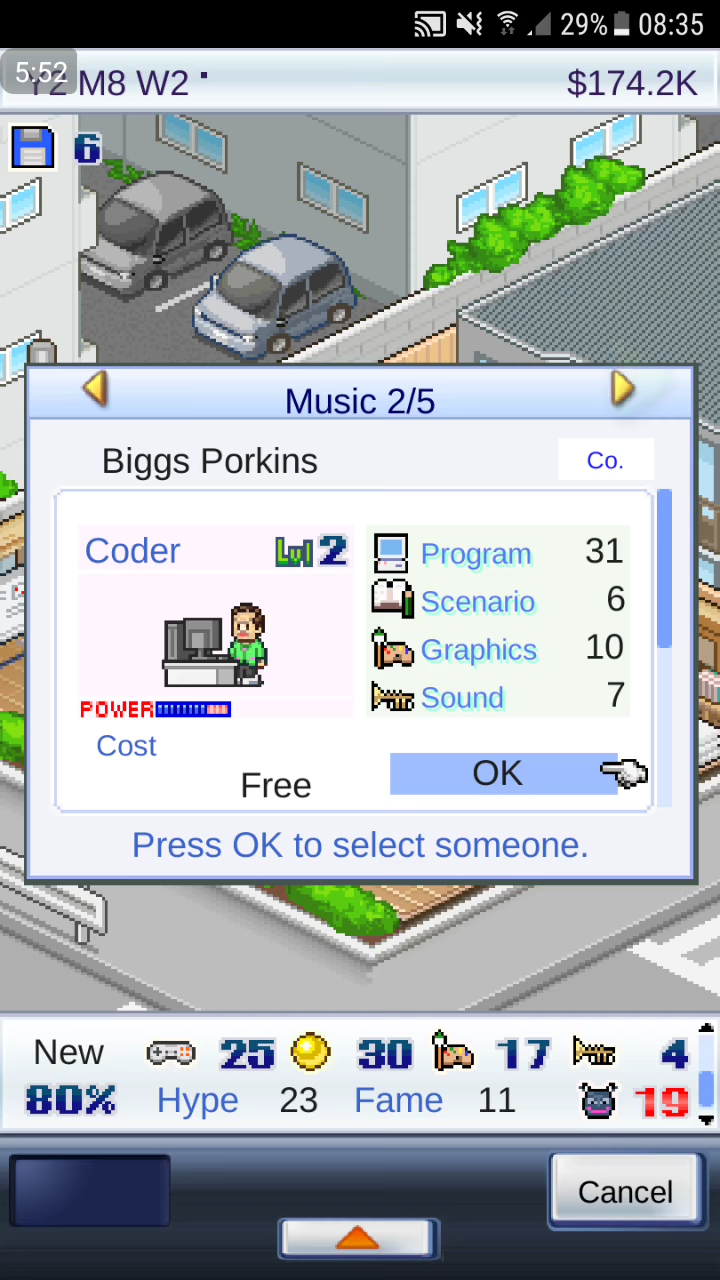 29% 08:35
5:52
Y2 M8 W2 $174.2K
6
Music 2/5
Biggs Porkins Co.
Coder Lvl 2
Program 31
Scenario 6
Graphics 10
Sound 7
POWER
Cost
Free OK
Press OK to select someone.
New 25 30 17 4
80% Hype 23 Fame 11 19
Cancel